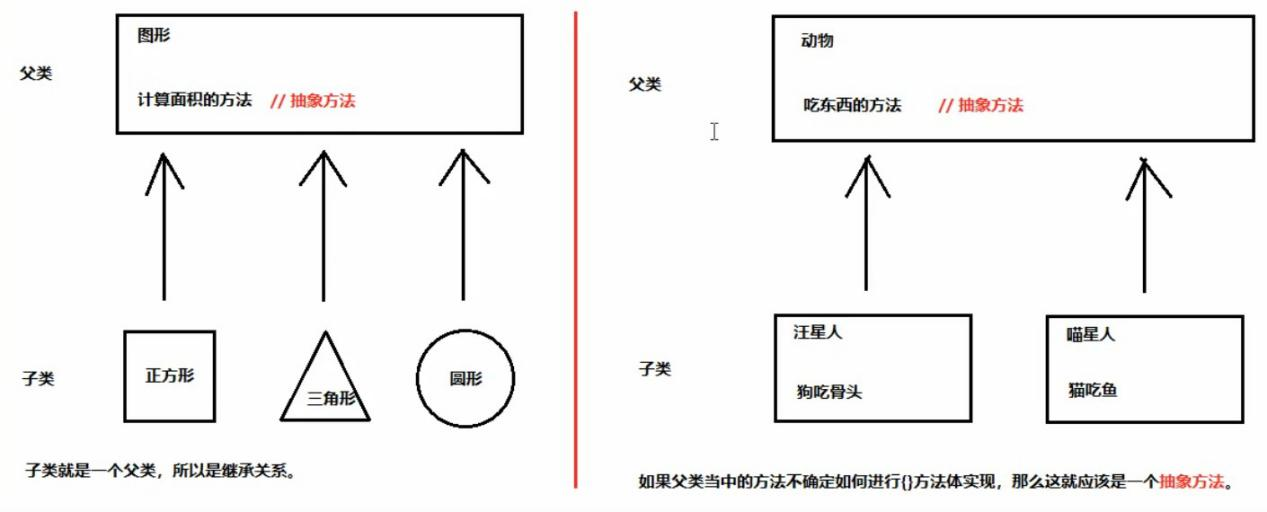 图形
父类
计算面积的方法 // 抽象方法
正方形
三角形
圆形
子类
子类就是一个父类，所以是继承关系。
动物
父类
吃东西的方法 // 抽象方法
汪星人
狗吃骨头
喵星人
猫吃鱼
子类
如果父类当中的方法不确定如何进行{}方法体实现，那么这就应该是一个抽象方法。